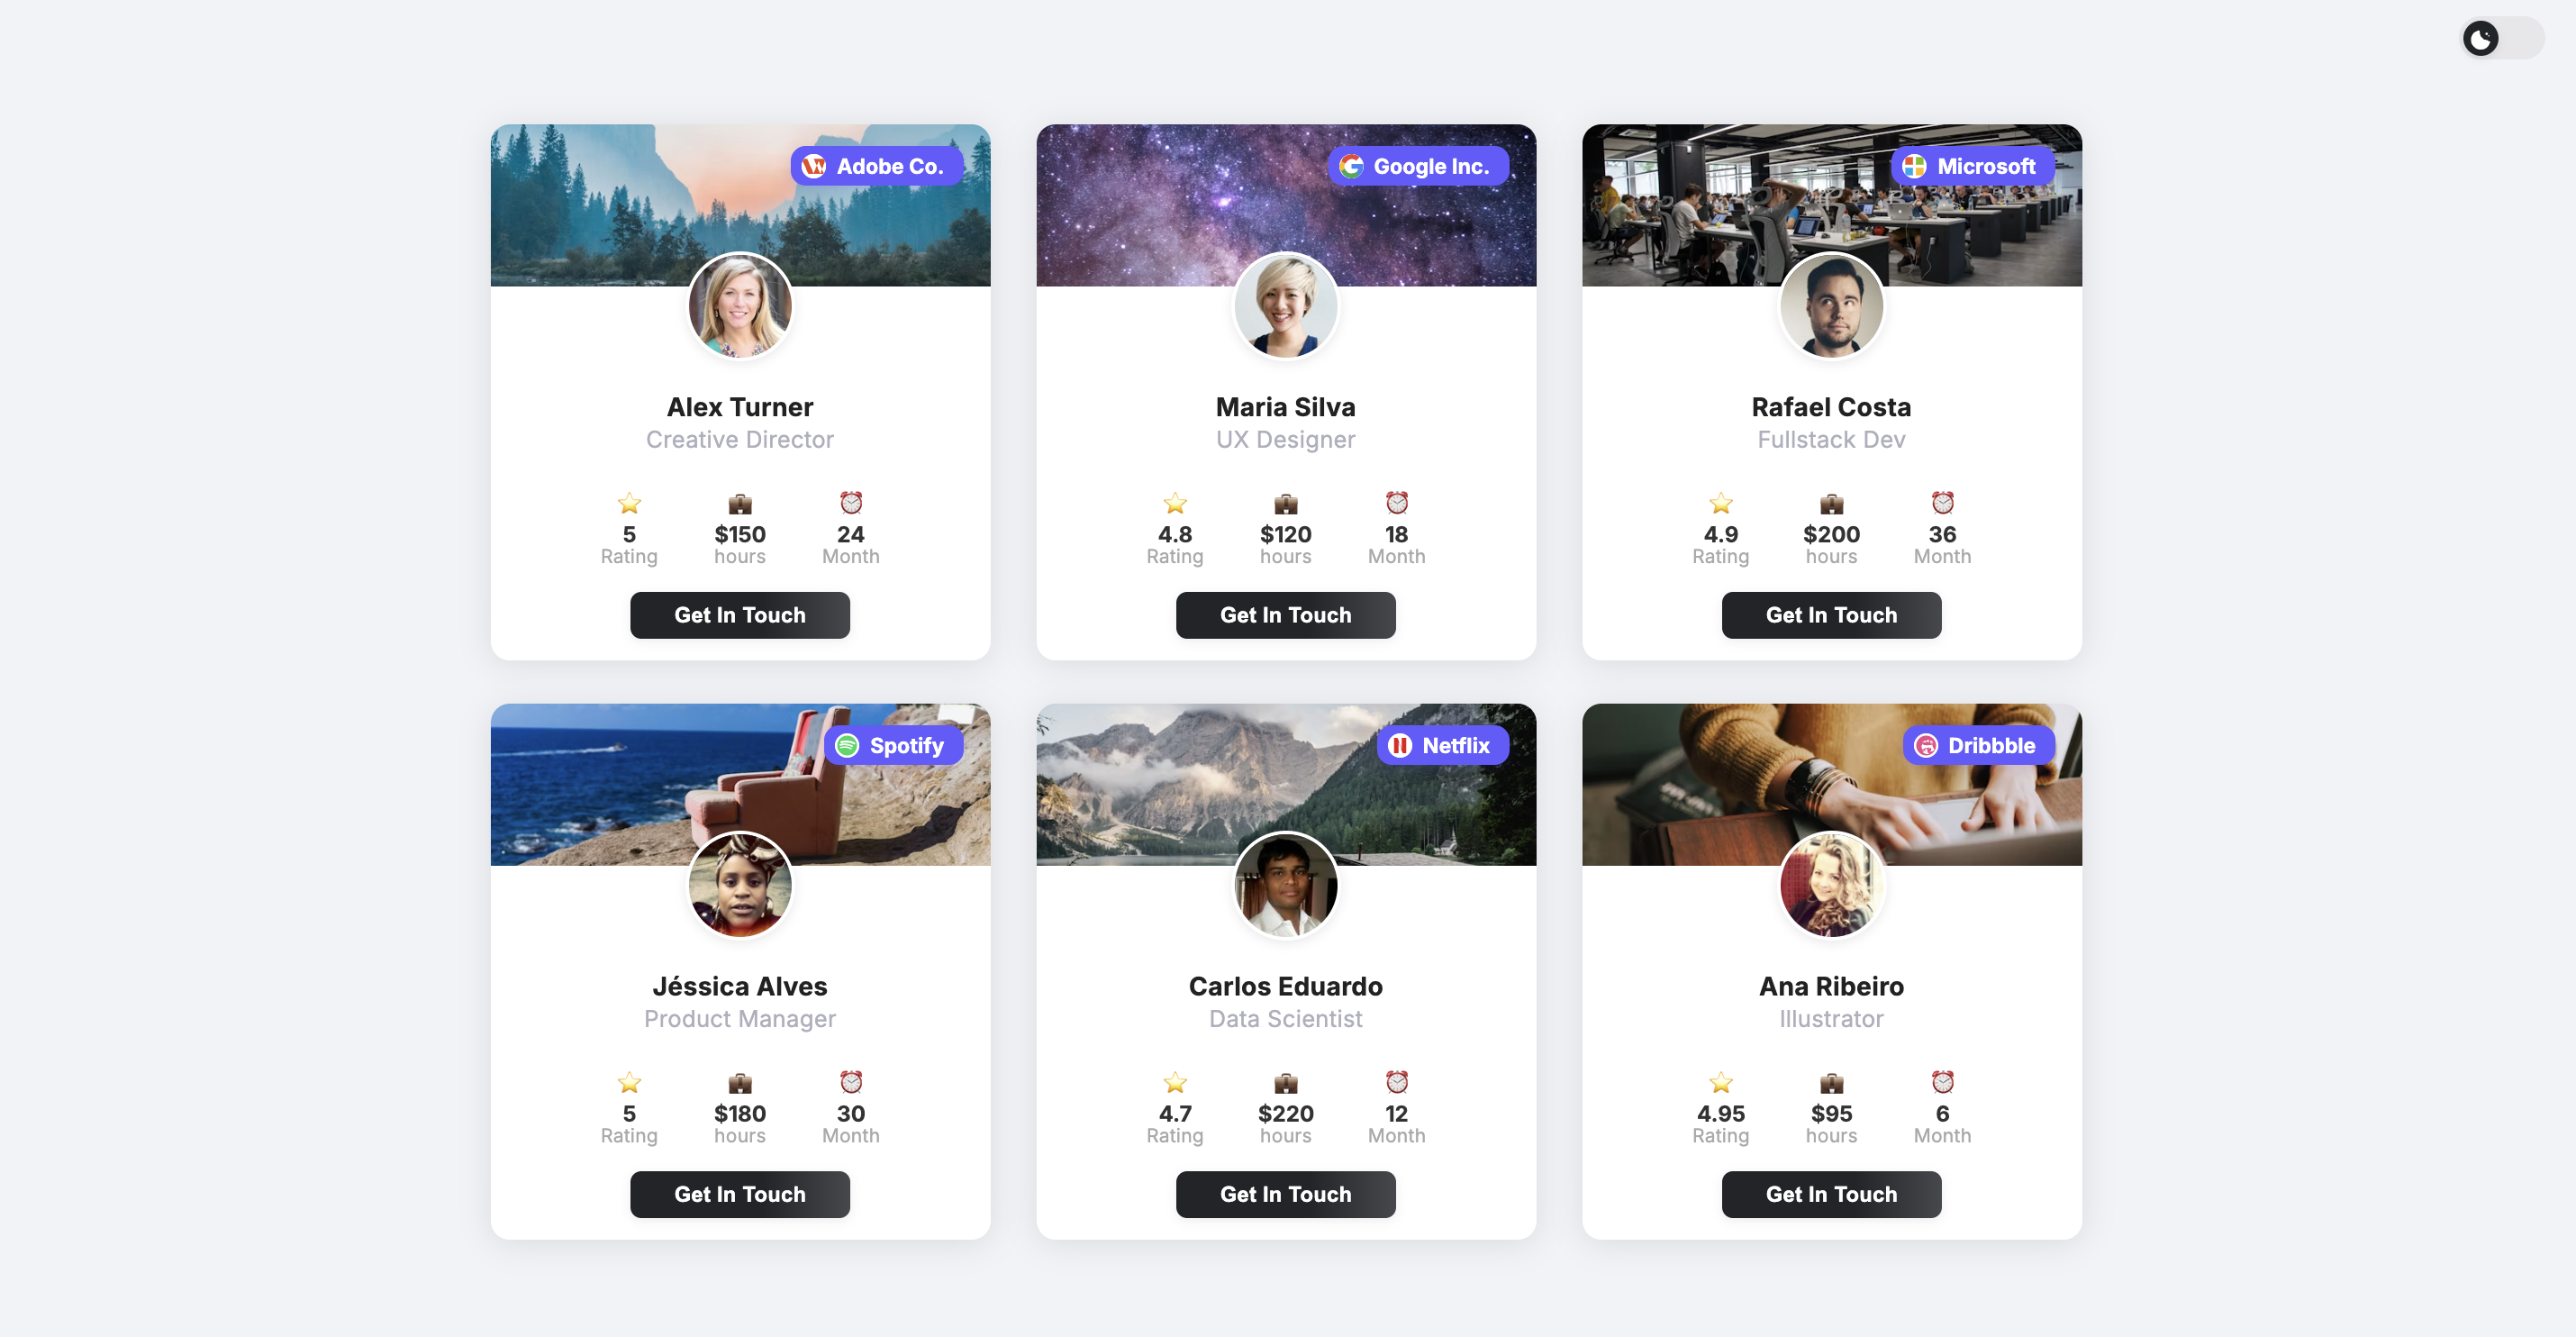 Adobe Co.
Alex Turner
Creative Director
5
Rating
$150
hours
24
Month
Get In Touch
Google Inc.
Maria Silva
UX Designer
4.8
Rating
$120
hours
18
Month
Get In Touch
Microsoft
Rafael Costa
Fullstack Dev
4.9
Rating
$200
hours
36
Month
Get In Touch
Spotify
Jéssica Alves
Product Manager
5
Rating
$180
hours
30
Month
Get In Touch
Netflix
Carlos Eduardo
Data Scientist
4.7
Rating
$220
hours
12
Month
Get In Touch
Dribbble
Ana Ribeiro
Illustrator
4.95
Rating
$95
hours
6
Month
Get In Touch